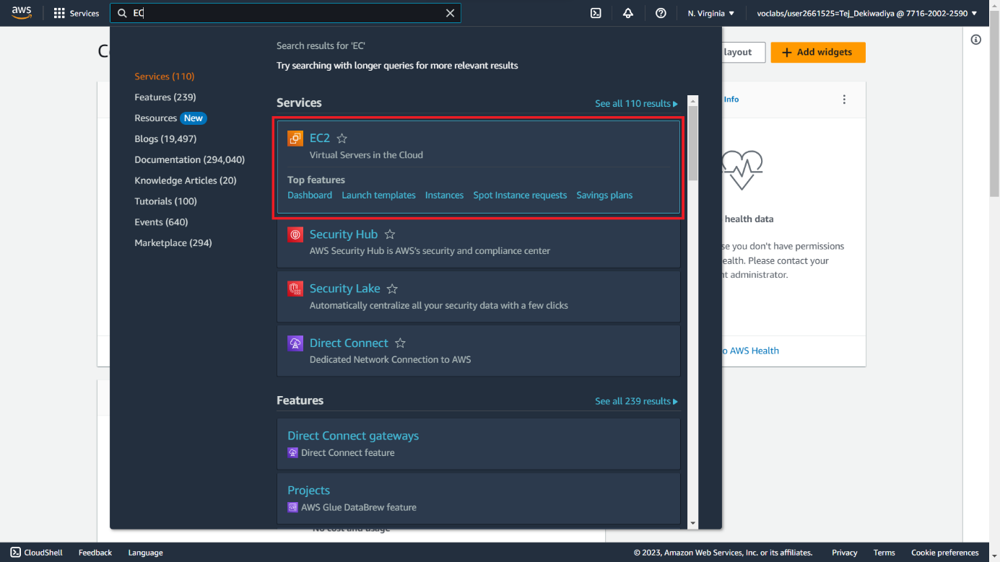 aws
Services
EC
N. Virginia ▼
voclabs/user2661525=Tej_Dekiwadiya @ 7716-2002-2590 ▼
Search results for 'EC'
Try searching with longer queries for more relevant results
Services (110)
Features (239)
Resources New
Blogs (19,497)
Documentation (294,040)
Knowledge Articles (20)
Tutorials (100)
Events (640)
Marketplace (294)
Services
See all 110 results ▶
EC2
Virtual Servers in the Cloud
Top features
Dashboard Launch templates Instances Spot Instance requests Savings plans
Security Hub
AWS Security Hub is AWS's security and compliance center
Security Lake
Automatically centralize all your security data with a few clicks
Direct Connect
Dedicated Network Connection to AWS
Features
See all 239 results ▶
Direct Connect gateways
Direct Connect feature
Projects
AWS Glue DataBrew feature
layout
+ Add widgets
Info
health data
se you don't have permissions
ealth. Please contact your
nt administrator.
o AWS Health
No cost and usage
CloudShell
Feedback
Language
© 2023, Amazon Web Services, Inc. or its affiliates.
Privacy
Terms
Cookie preferences